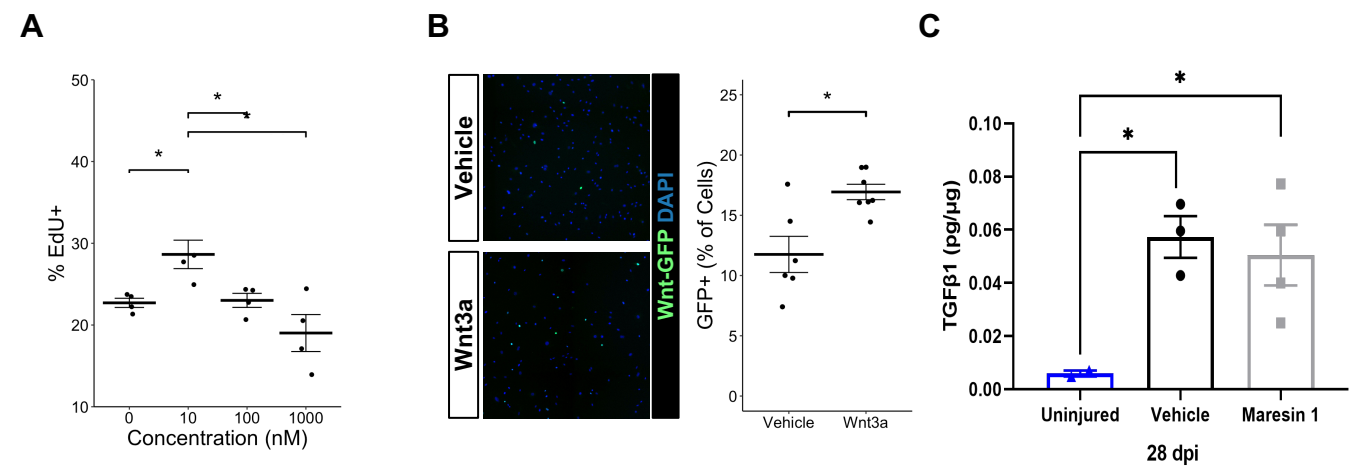 A
50
40
30
20
10
% EdU+
*
*
*
0 10 100 1000
Concentration (nM)
B
Vehicle
Wnt3a
Wnt-GFP DAPI
25
20
15
10
5
0
GFP+ (% of Cells)
*
Vehicle Wnt3a
C
0.10
0.08
0.06
0.04
0.02
0.00
TGFβ1 (pg/µg)
*
*
Uninjured Vehicle Maresin 1
28 dpi